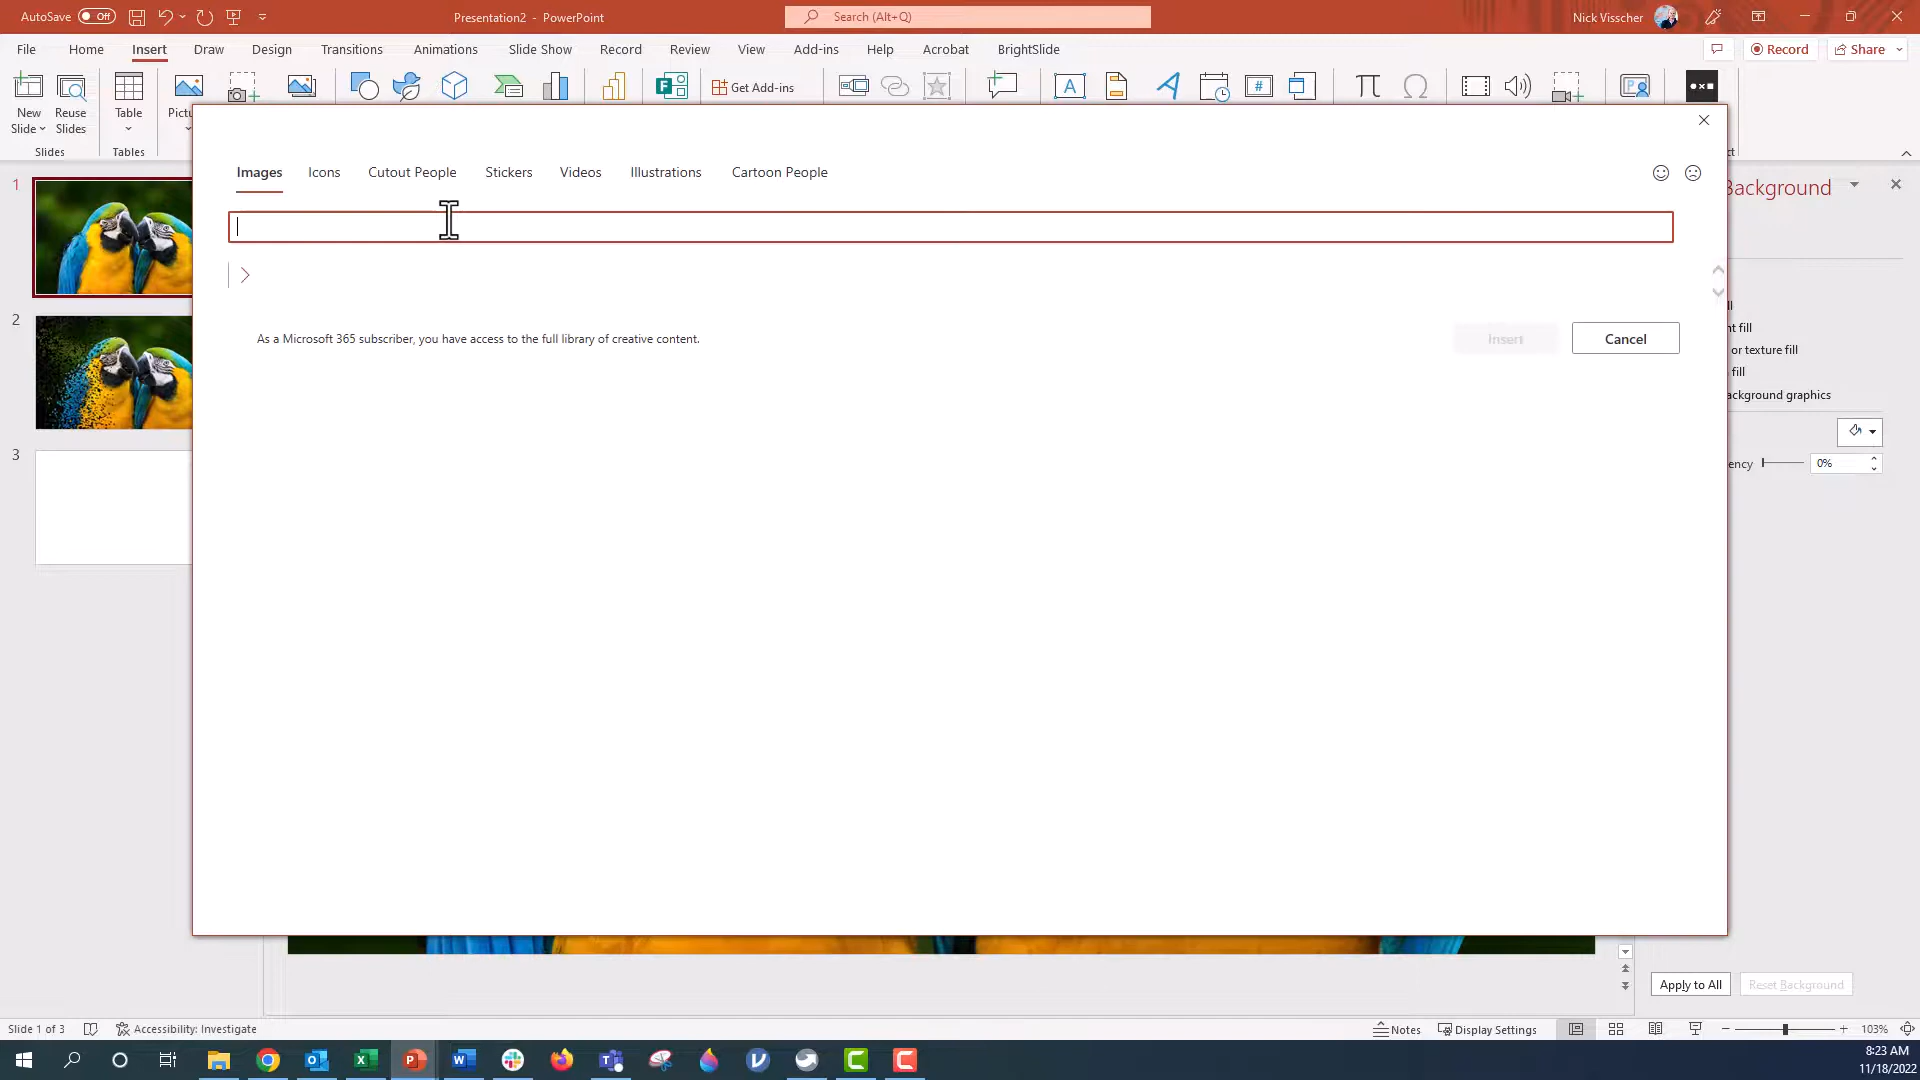 AutoSave Off
Presentation2 - PowerPoint
Search (Alt+Q)
Nick Visscher
File Home Insert Draw Design Transitions Animations Slide Show Record Review View Add-ins Help Acrobat BrightSlide
Record
Share
New Slide
Reuse Slides
Table
Get Add-ins
Slides
Tables
Images Icons Cutout People Stickers Videos Illustrations Cartoon People
As a Microsoft 365 subscriber, you have access to the full library of creative content.
Insert
Cancel
Background
or texture fill
fill
0%
1
2
3
Apply to All
Reset Background
Slide 1 of 3
Accessibility: Investigate
Notes
Display Settings
103%
8:23 AM
11/18/2022